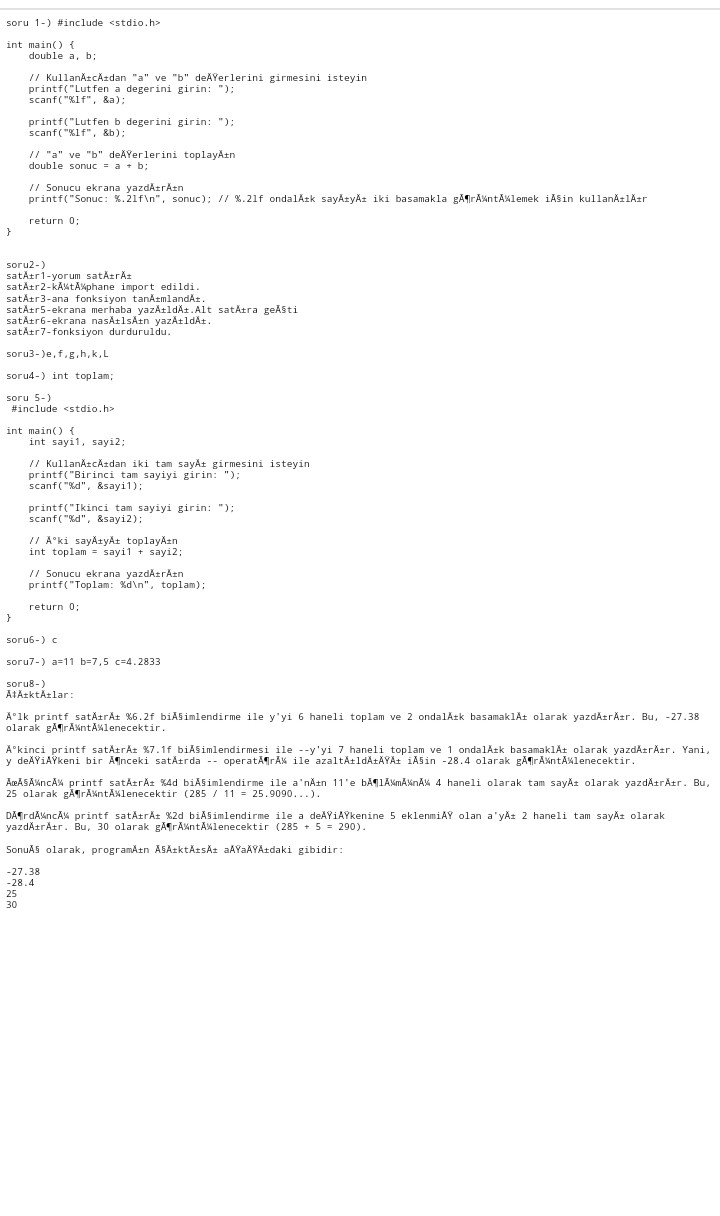 soru 1-) #include <stdio.h>
int main() {
double a, b;
// KullanÄ±cÄ±dan "a" ve "b" deÄŸerlerini girmesini isteyin
printf("Lutfen a degerini girin: ");
scanf("%lf", &a);
printf("Lutfen b degerini girin: ");
scanf("%lf", &b);
// "a" ve "b" deÄŸerlerini toplayÄ±n
double sonuc = a + b;
// Sonucu ekrana yazdÄ±rÄ±n
printf("Sonuc: %.2lf\n", sonuc); // %.2lf ondalÄ±k sayÄ±yÄ± iki basamakla gÃ¶rÃ¼ntÃ¼lemek iÃ§in kullanÄ±lÄ±r
return 0;
}
soru2-)
satÄ±r1-yorum satÄ±rÄ±
satÄ±r2-kÃ¼tÃ¼phane import edildi.
satÄ±r3-ana fonksiyon tanÄ±mlandÄ±.
satÄ±r5-ekrana merhaba yazÄ±ldÄ±.Alt satÄ±ra geÃ§ti
satÄ±r6-ekrana nasÄ±lsÄ±n yazÄ±ldÄ±.
satÄ±r7-fonksiyon durduruldu.
soru3-)e,f,g,h,k,L
soru4-) int toplam;
soru 5-)
#include <stdio.h>
int main() {
int sayi1, sayi2;
// KullanÄ±cÄ±dan iki tam sayÄ± girmesini isteyin
printf("Birinci tam sayiyi girin: ");
scanf("%d", &sayi1);
printf("Ikinci tam sayiyi girin: ");
scanf("%d", &sayi2);
// Ä°ki sayÄ±yÄ± toplayÄ±n
int toplam = sayi1 + sayi2;
// Sonucu ekrana yazdÄ±rÄ±n
printf("Toplam: %d\n", toplam);
return 0;
}
soru6-) c
soru7-) a=11 b=7,5 c=4.2833
soru8-)
Ã‡Ä±ktÄ±lar:
Ä°lk printf satÄ±rÄ± %6.2f biÃ§imlendirme ile y'yi 6 haneli toplam ve 2 ondalÄ±k basamaklÄ± olarak yazdÄ±rÄ±r. Bu, -27.38
olarak gÃ¶rÃ¼ntÃ¼lenecektir.
Ä°kinci printf satÄ±rÄ± %7.1f biÃ§imlendirmesi ile --y'yi 7 haneli toplam ve 1 ondalÄ±k basamaklÄ± olarak yazdÄ±rÄ±r. Yani,
y deÄŸiÅŸkeni bir Ã¶nceki satÄ±rda -- operatÃ¶rÃ¼ ile azaltÄ±ldÄ±ÄŸÄ± iÃ§in -28.4 olarak gÃ¶rÃ¼ntÃ¼lenecektir.
ÃœÃ§Ã¼ncÃ¼ printf satÄ±rÄ± %4d biÃ§imlendirme ile a'nÄ±n 11'e bÃ¶lÃ¼mÃ¼nÃ¼ 4 haneli olarak tam sayÄ± olarak yazdÄ±rÄ±r. Bu,
25 olarak gÃ¶rÃ¼ntÃ¼lenecektir (285 / 11 = 25.9090...).
DÃ¶rdÃ¼ncÃ¼ printf satÄ±rÄ± %2d biÃ§imlendirme ile a deÄŸiÅŸkenine 5 eklenmiÅŸ olan a'yÄ± 2 haneli tam sayÄ± olarak
yazdÄ±rÄ±r. Bu, 30 olarak gÃ¶rÃ¼ntÃ¼lenecektir (285 + 5 = 290).
SonuÃ§ olarak, programÄ±n Ã§Ä±ktÄ±sÄ± aÅŸaÄŸÄ±daki gibidir:
-27.38
-28.4
25
30